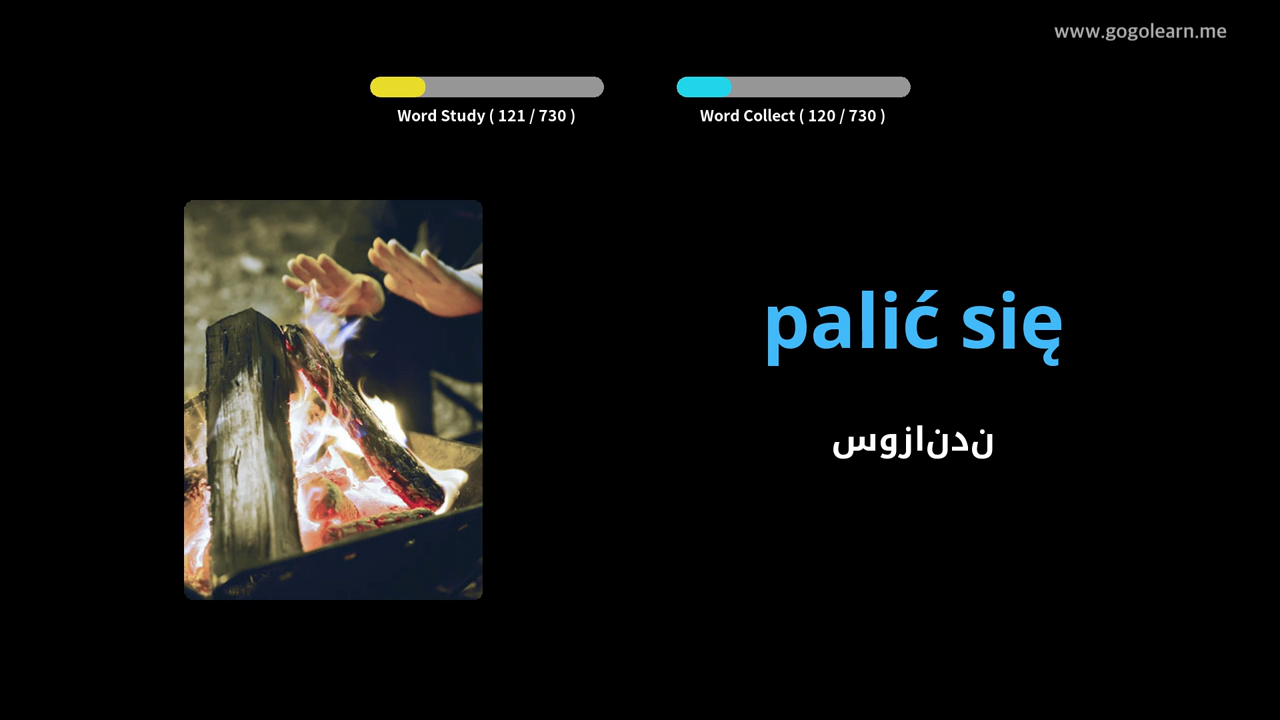 www.gogolearn.me
Word Study ( 121 / 730 )
Word Collect ( 120 / 730 )
palić się
سوزاندن